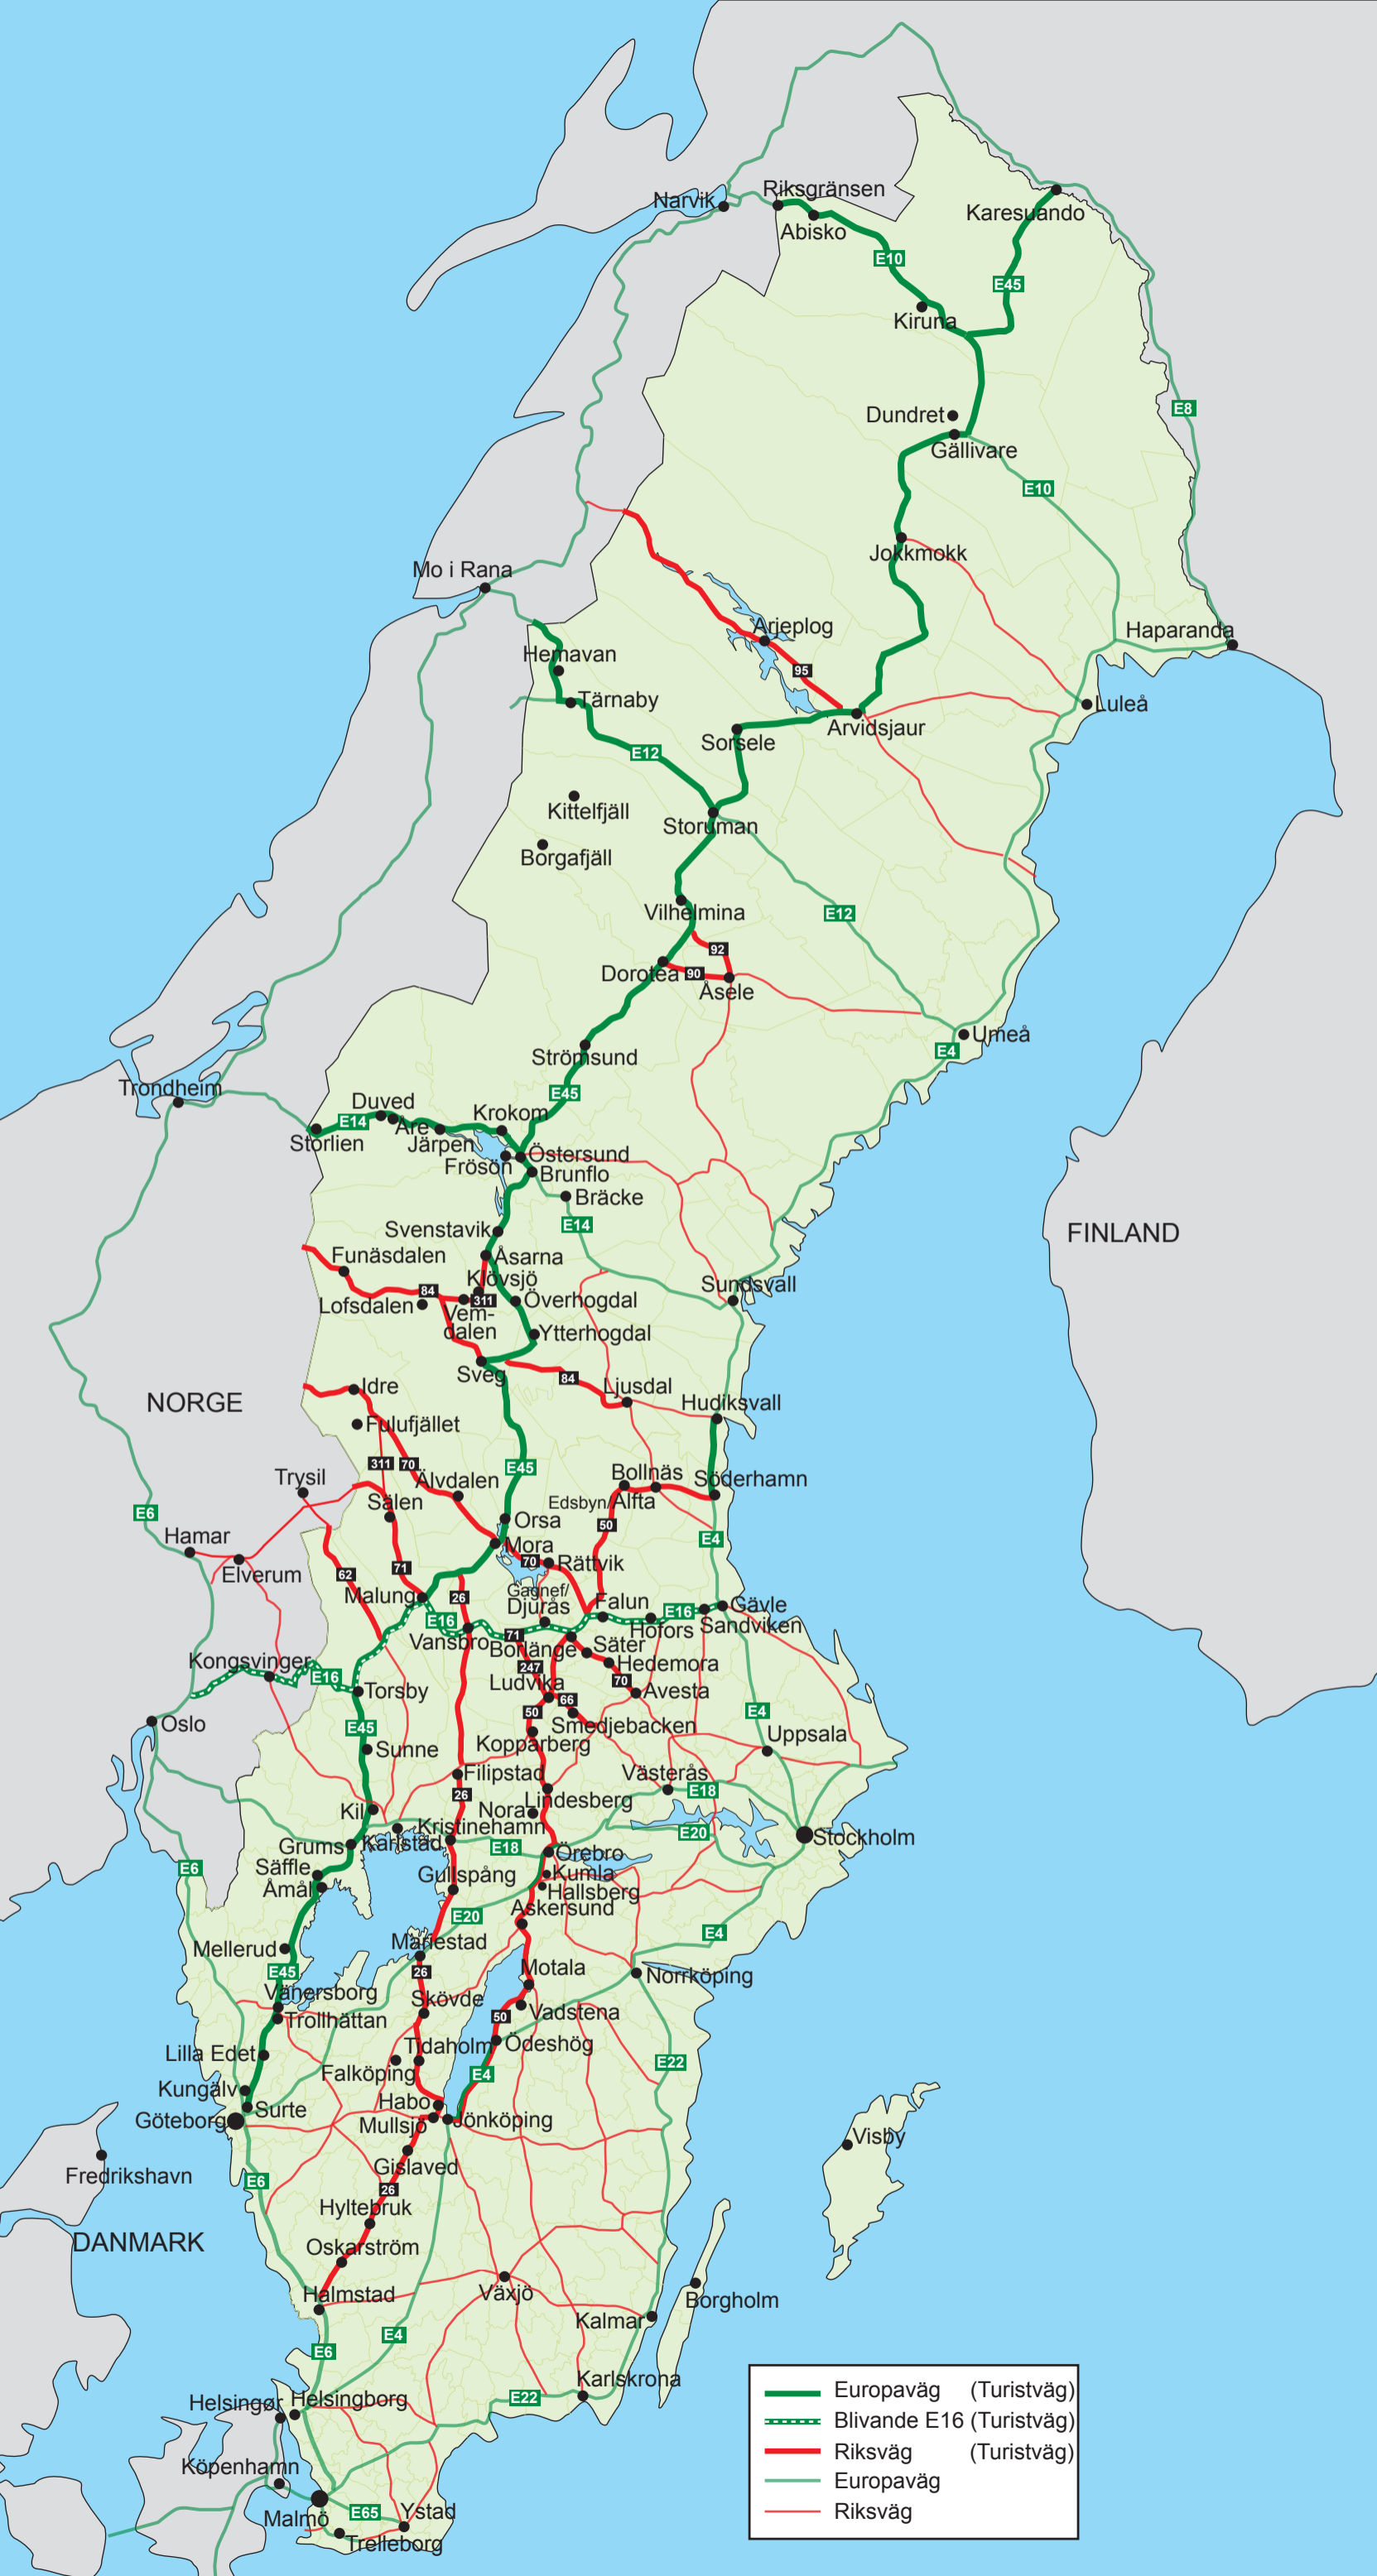 Narvik
Riksgränsen
Karesuando
Abisko
E10
E45
Kiruna
E8
Dundret
Gällivare
E10
Jokkmokk
Mo i Rana
Arjeplog
Haparanda
Hemavan
95
Tärnaby
Luleå
Arvidsjaur
Sorsele
E12
Kittelfjäll
Storuman
Borgafjäll
Vilhelmina
E12
92
Dorotea
90
Åsele
Umeå
E4
Strömsund
Trondheim
E45
Duved
Krokom
E14
Åre
Storlien
Järpen
Östersund
Frösön
Brunflo
Bräcke
E14
Svenstavik
FINLAND
Funäsdalen
Åsarna
Klövsjö
Sundsvall
84
311
Överhogdal
Lofsdalen
Vem-
dalen
Ytterhogdal
Sveg
84
Idre
Ljusdal
NORGE
Hudiksvall
Fulufjället
311
70
E45
Trysil
Älvdalen
Bollnäs
Söderhamn
Sälen
Edsbyn/
Alfta
E6
Orsa
50
Hamar
E4
Mora
Elverum
70
Rättvik
71
62
Malung
26
Gagnef/
Djurås
Falun
E16
Gävle
E16
Vansbro
71
Hofors
Sandviken
Borlänge
Säter
Kongsvinger
E16
247
Hedemora
Ludvika
70
Torsby
Avesta
66
50
E4
Oslo
E45
Smedjebacken
Uppsala
Sunne
Kopparberg
Filipstad
Västerås
E18
26
Lindesberg
Kil
Nora
Kristinehamn
E20
Stockholm
Grums
Karlstad
E18
Örebro
E6
Säffle
Gullspång
Kumla
Åmål
Hallsberg
Askersund
E20
E4
Mariestad
Mellerud
E45
26
Motala
Norrköping
Vänersborg
Skövde
Trollhättan
50
Vadstena
Lilla Edet
Tidaholm
Ödeshög
Falköping
E4
E22
Kungälv
Habo
Surte
Göteborg
Mullsjö
Jönköping
Visby
Gislaved
Fredrikshavn
E6
26
Hyltebruk
DANMARK
Oskarström
Halmstad
Växjö
Borgholm
Kalmar
E4
E6
Karlskrona
Helsingør
Helsingborg
E22
Köpenhamn
Malmö
E65
Ystad
Trelleborg
Europaväg (Turistväg)
Blivande E16 (Turistväg)
Riksväg (Turistväg)
Europaväg
Riksväg